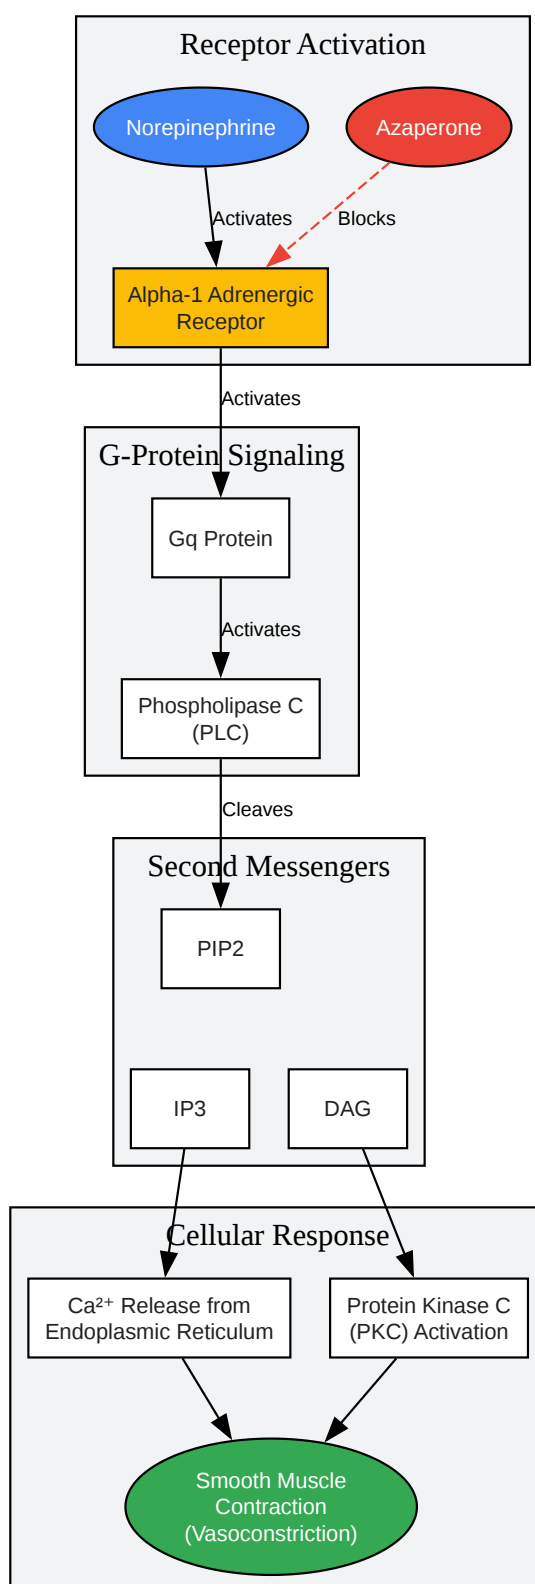 Receptor Activation
Norepinephrine
Azaperone
Activates
Blocks
Alpha-1 Adrenergic
Receptor
Activates
G-Protein Signaling
Gq Protein
Activates
Phospholipase C
(PLC)
Cleaves
Second Messengers
PIP2
IP3
DAG
Cellular Response
Ca²⁺ Release from
Endoplasmic Reticulum
Protein Kinase C
(PKC) Activation
Smooth Muscle
Contraction
(Vasoconstriction)